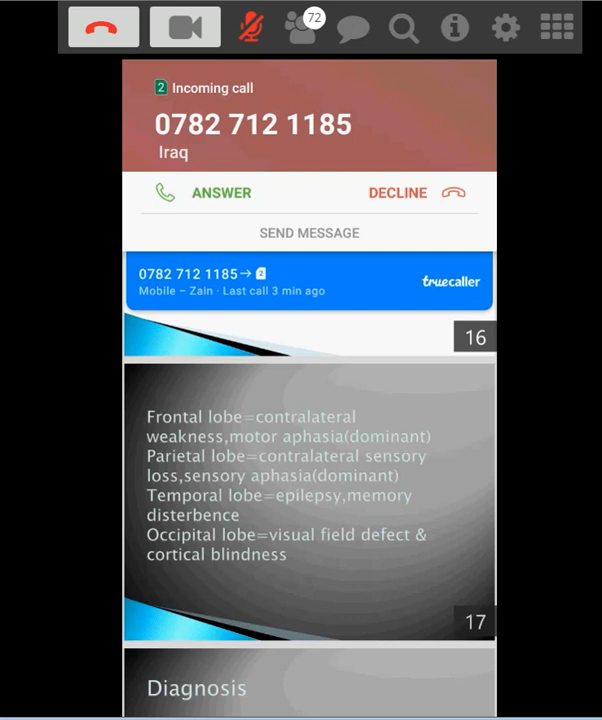 72
2 Incoming call
0782 712 1185
Iraq
ANSWER
DECLINE
SEND MESSAGE
0782 712 1185→ 2
Mobile – Zain · Last call 3 min ago
truecaller
16
Frontal lobe=contralateral
weakness,motor aphasia(dominant)
Parietal lobe=contralateral sensory
loss,sensory aphasia(dominant)
Temporal lobe=epilepsy,memory
disterbence
Occipital lobe=visual field defect &
cortical blindness
17
Diagnosis